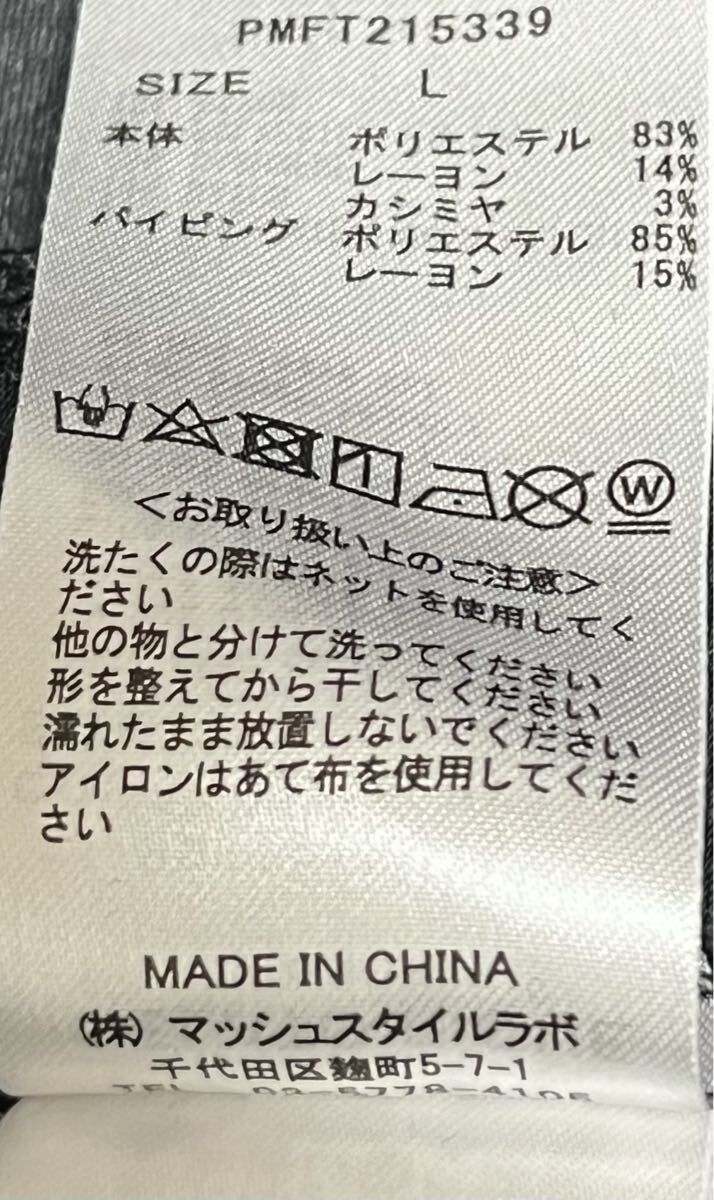 PMFT215339
SIZE L
本体 ポリエステル 83%
レーヨン 14%
カシミヤ 3%
パイピング ポリエステル 85%
レーヨン 15%
W
<お取り扱い上のご注意>
洗たくの際はネットを使用してく
ださい
他の物と分けて洗ってください
形を整えてから干してください
濡れたまま放置しないでください
アイロンはあて布を使用してくだ
さい
MADE IN CHINA
(株) マッシュスタイルラボ
千代田区麹町5-7-1
TEL